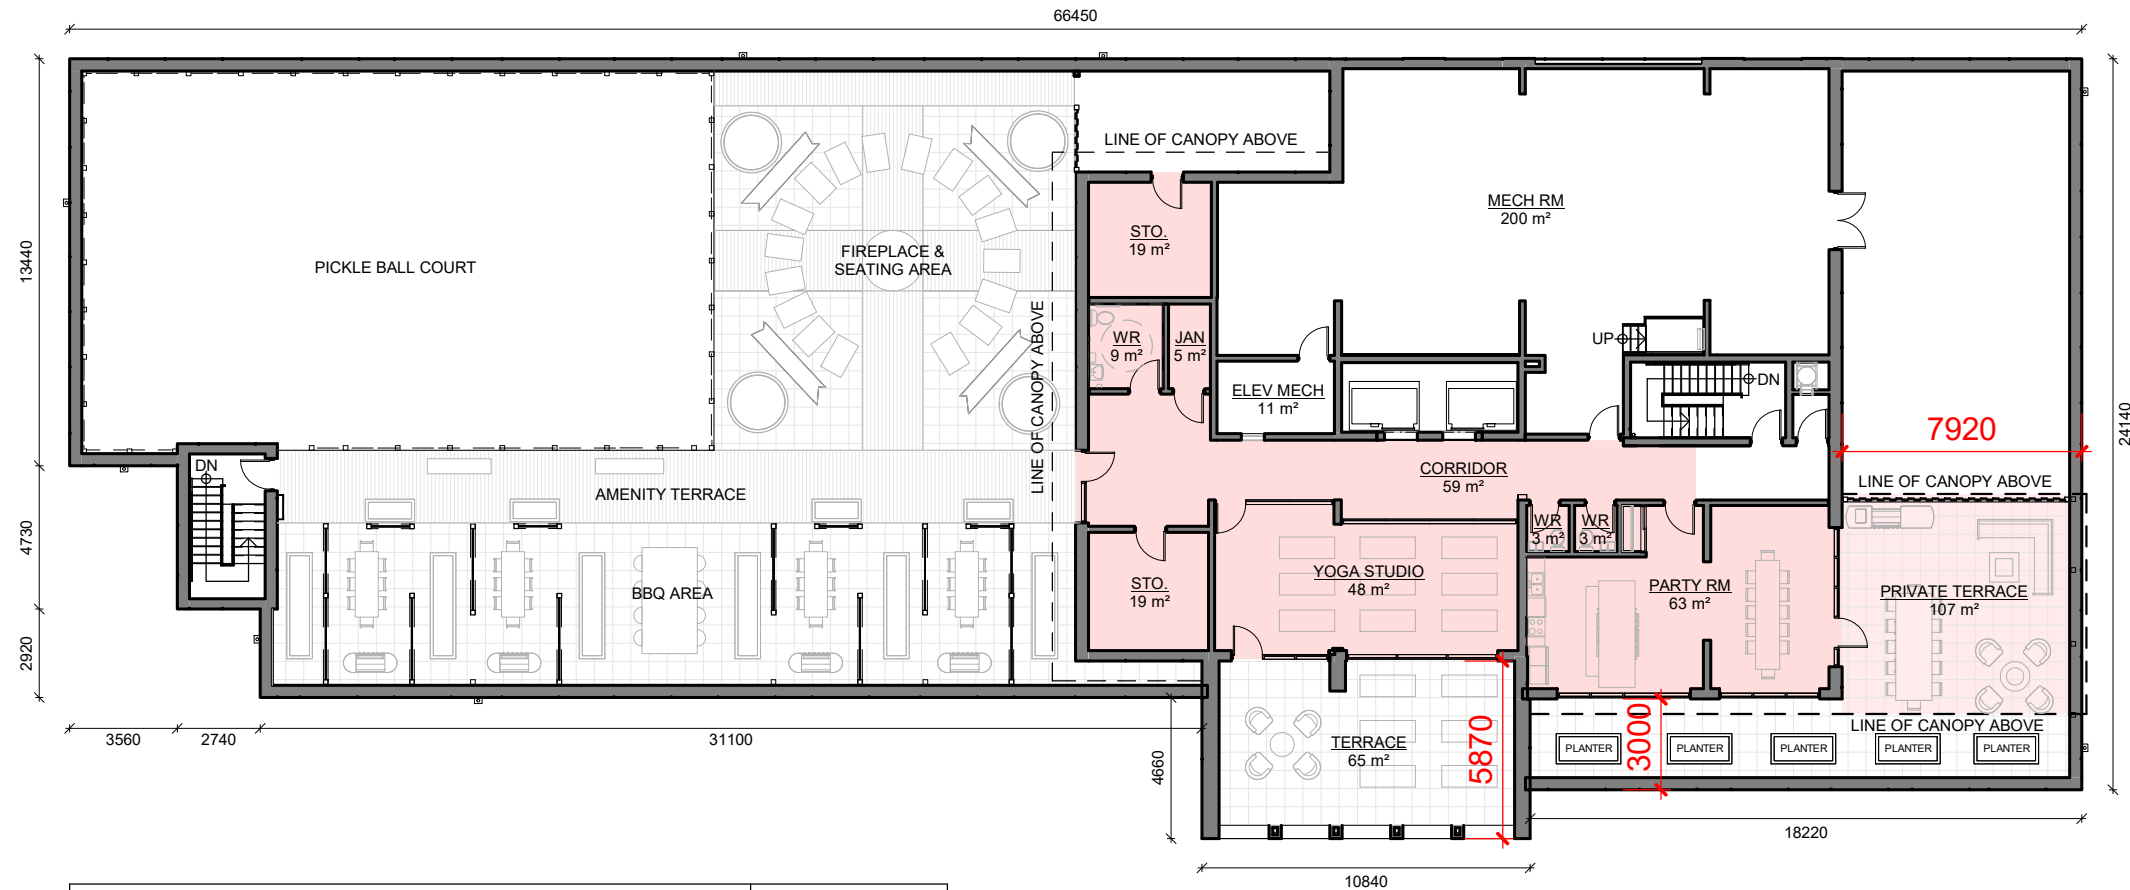 66450
LINE OF CANOPY ABOVE
MECH RM
200 m²
STO.
19 m²
FIREPLACE &
SEATING AREA
PICKLE BALL COURT
13440
LINE OF CANOPY ABOVE
WR
9 m²
JAN
5 m²
UP
ELEV MECH
11 m²
DN
24140
7920
DN
CORRIDOR
59 m²
LINE OF CANOPY ABOVE
AMENITY TERRACE
4730
WR
3 m²
WR
3 m²
BBQ AREA
STO.
19 m²
YOGA STUDIO
48 m²
PARTY RM
63 m²
PRIVATE TERRACE
107 m²
2920
3560
2740
31100
4660
TERRACE
65 m²
5870
3000
LINE OF CANOPY ABOVE
PLANTER
PLANTER
PLANTER
PLANTER
PLANTER
18220
10840